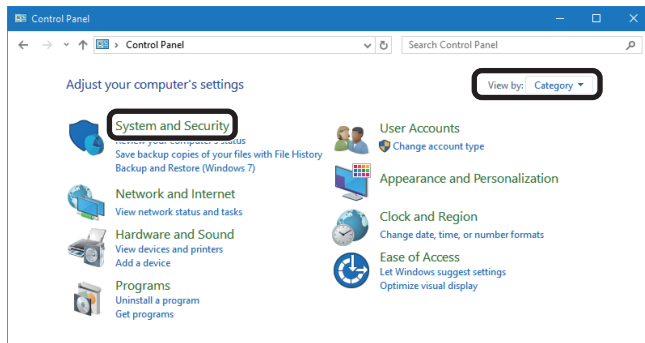 Control Panel
Control Panel
Search Control Panel
Adjust your computer's settings
View by: Category
System and Security
Review your computer's status
Save backup copies of your files with File History
Backup and Restore (Windows 7)
Network and Internet
View network status and tasks
Hardware and Sound
View devices and printers
Add a device
Programs
Uninstall a program
Get programs
User Accounts
Change account type
Appearance and Personalization
Clock and Region
Change date, time, or number formats
Ease of Access
Let Windows suggest settings
Optimize visual display